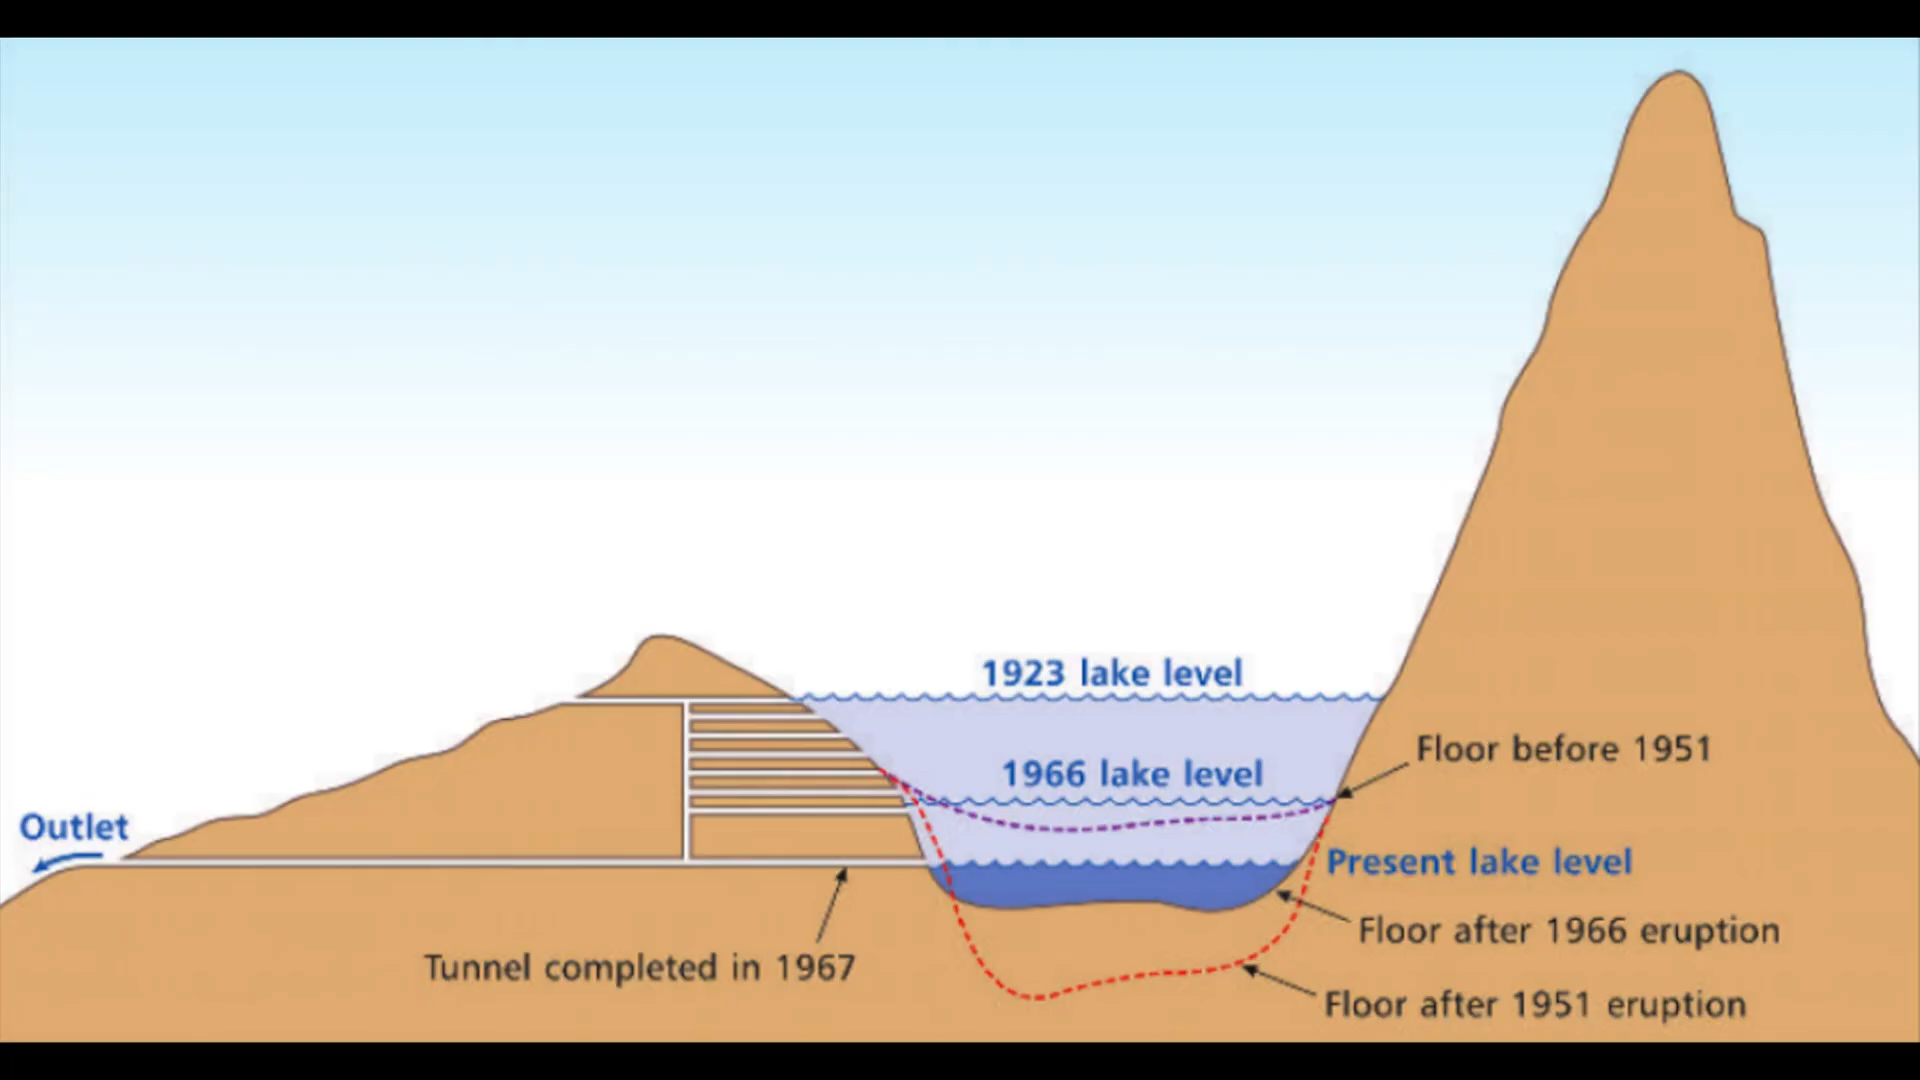 1923 lake level
Floor before 1951
1966 lake level
Outlet
Present lake level
Floor after 1966 eruption
Tunnel completed in 1967
Floor after 1951 eruption